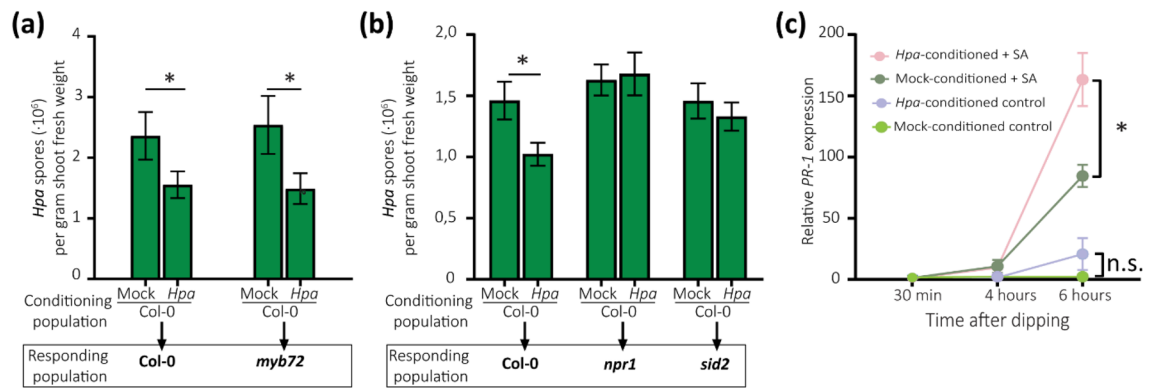 (a)
Hpa spores (·10⁶)
per gram shoot fresh weight
4
3
2
1
0
*
*
Mock Hpa
Mock Hpa
Col-0
Col-0
Conditioning
population
Responding
population
Col-0
myb72
(b)
Hpa spores (·10⁶)
per gram shoot fresh weight
2,0
1,5
1,0
0,5
0
*
Mock Hpa
Mock Hpa
Mock Hpa
Col-0
Col-0
Col-0
Conditioning
population
Responding
population
Col-0
npr1
sid2
(c)
Relative PR-1 expression
200
150
100
50
0
Hpa-conditioned + SA
Mock-conditioned + SA
Hpa-conditioned control
Mock-conditioned control
*
n.s.
30 min
4 hours
6 hours
Time after dipping